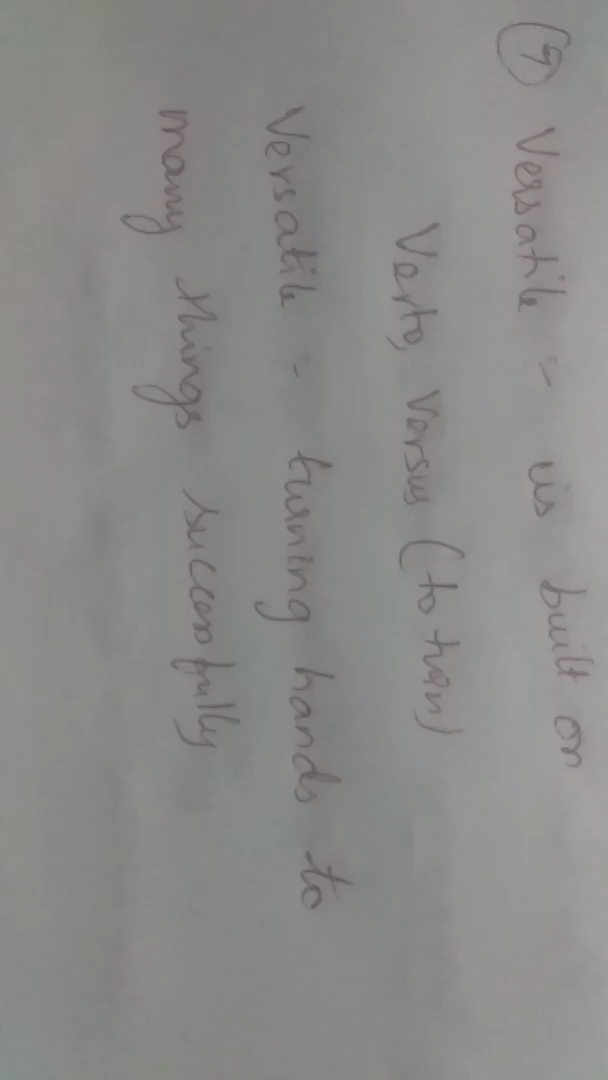 (7) Versatile :- is built on
Verto, Versus (to turn)
Versatile :- turning hands to
many things successfully